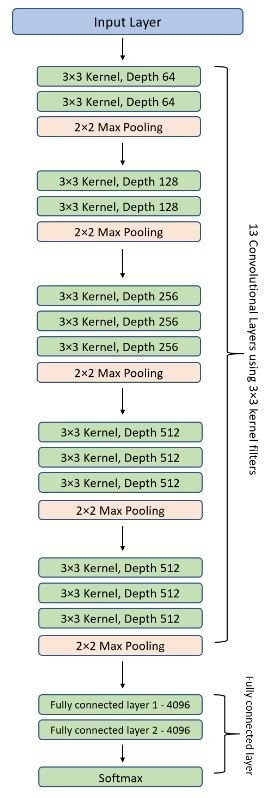 Input Layer
3×3 Kernel, Depth 64
3×3 Kernel, Depth 64
2×2 Max Pooling
3×3 Kernel, Depth 128
3×3 Kernel, Depth 128
2×2 Max Pooling
3×3 Kernel, Depth 256
3×3 Kernel, Depth 256
3×3 Kernel, Depth 256
2×2 Max Pooling
3×3 Kernel, Depth 512
3×3 Kernel, Depth 512
3×3 Kernel, Depth 512
2×2 Max Pooling
3×3 Kernel, Depth 512
3×3 Kernel, Depth 512
3×3 Kernel, Depth 512
2×2 Max Pooling
13 Convolutional Layers using 3×3 kernel filters
Fully connected layer 1 - 4096
Fully connected layer 2 - 4096
Softmax
Fully connected layer